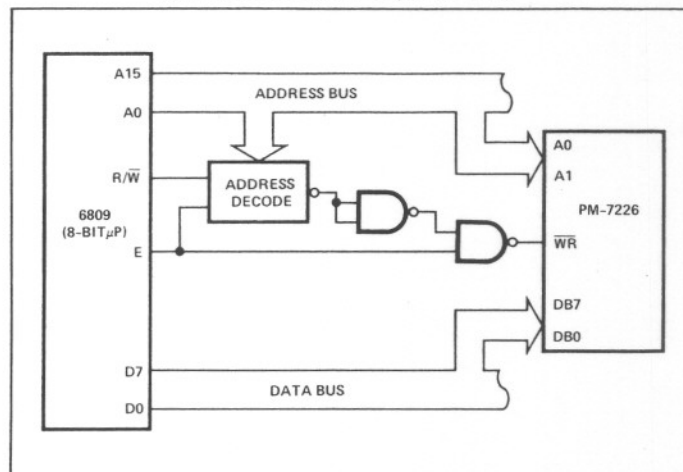 A15
ADDRESS BUS
A0
A0
A1
R/W̅
ADDRESS
DECODE
6809
(8-BITμP)
PM-7226
E
W̅R̅
DB7
DB0
D7
DATA BUS
D0